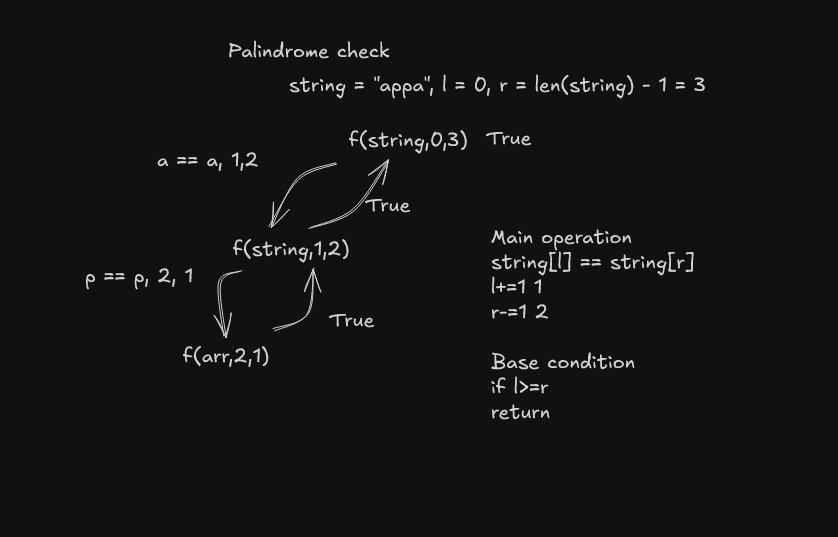 Palindrome check
string = "appa", l = 0, r = len(string) - 1 = 3
f(string,0,3) True
a == a, 1,2
True
f(string,1,2)
p == p, 2, 1
True
f(arr,2,1)
Main operation
string[l] == string[r]
l+=1 1
r-=1 2
Base condition
if l>=r
return